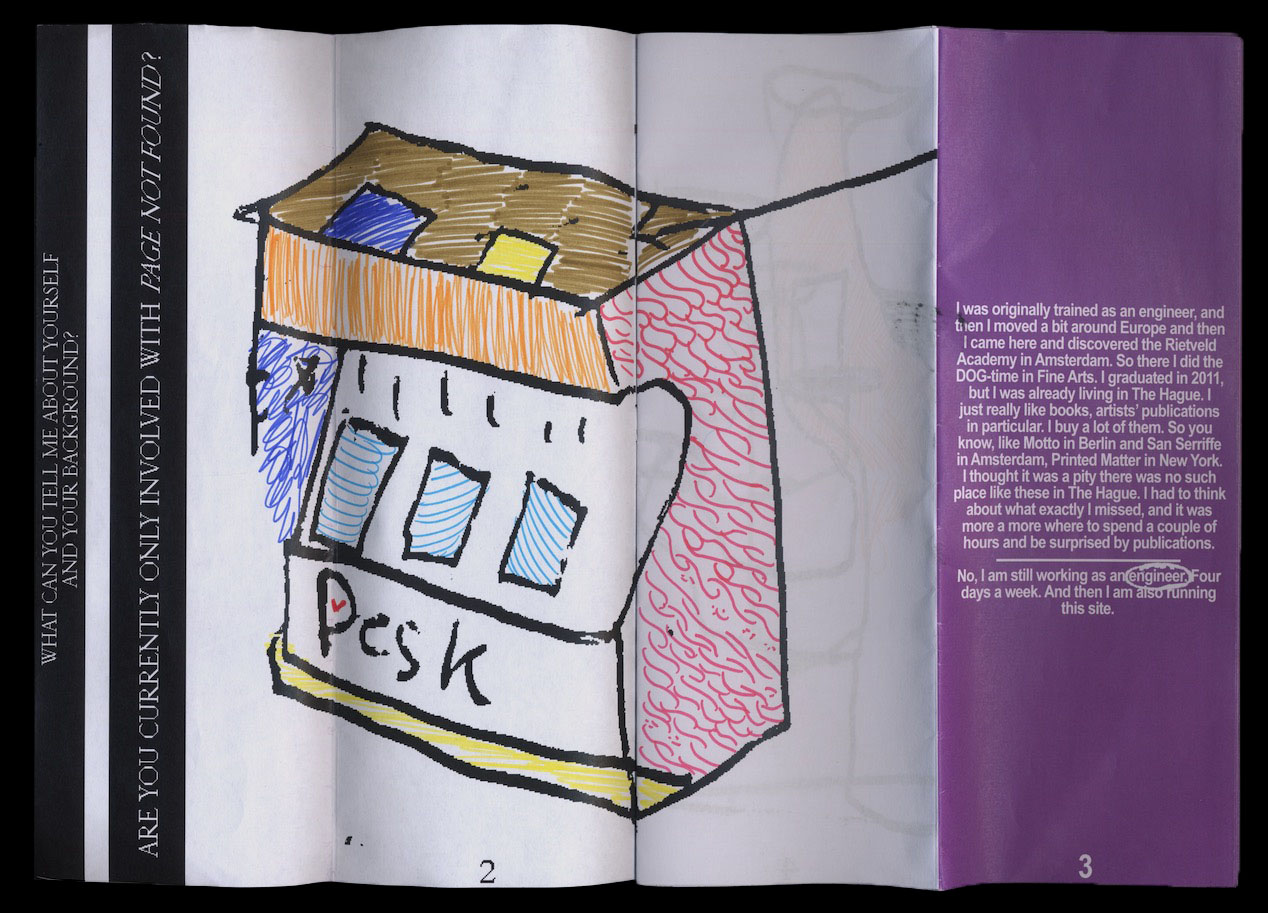 WHAT CAN YOU TELL ME ABOUT YOURSELF
AND YOUR BACKGROUND?
ARE YOU CURRENTLY ONLY INVOLVED WITH PAGE NOT FOUND?
Desk
2
I was originally trained as an engineer, and
then I moved a bit around Europe and then
I came here and discovered the Rietveld
Academy in Amsterdam. So there I did the
DOG-time in Fine Arts. I graduated in 2011,
but I was already living in The Hague. I
just really like books, artists' publications
in particular. I buy a lot of them. So you
know, like Motto in Berlin and San Serriffe
in Amsterdam, Printed Matter in New York.
I thought it was a pity there was no such
place like these in The Hague. I had to think
about what exactly I missed, and it was
more a more where to spend a couple of
hours and be surprised by publications.
No, I am still working as an engineer. Four
days a week. And then I am also running
this site.
3